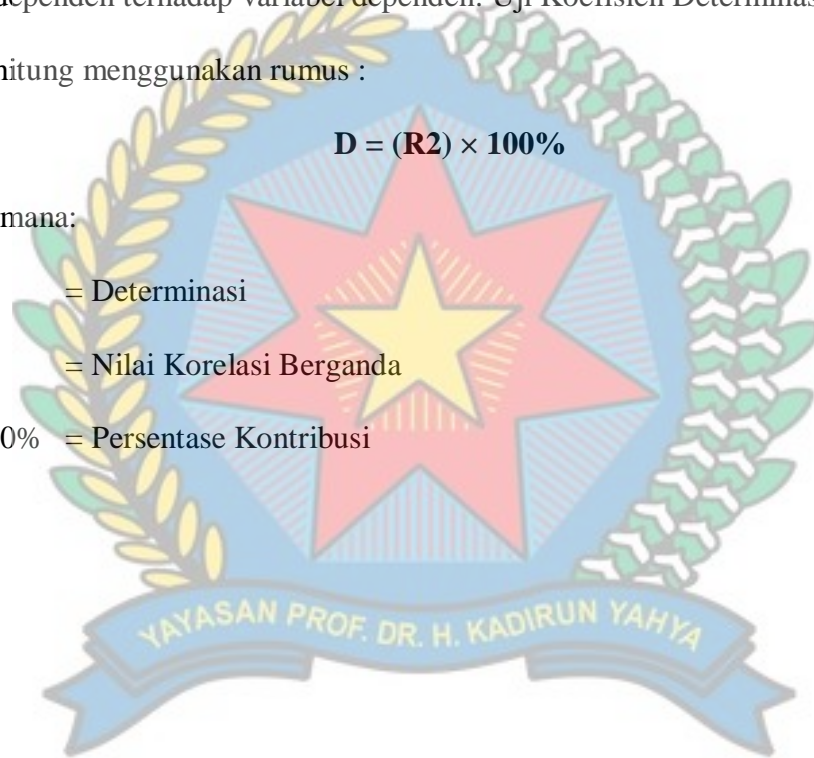 dependen terhadap variabel dependen. Uji Koefisien Determinas
hitung menggunakan rumus :
D = (R2) × 100%
mana:
= Determinasi
= Nilai Korelasi Berganda
0% = Persentase Kontribusi
YAYASAN PROF. DR. H. KADIRUN YAHYA